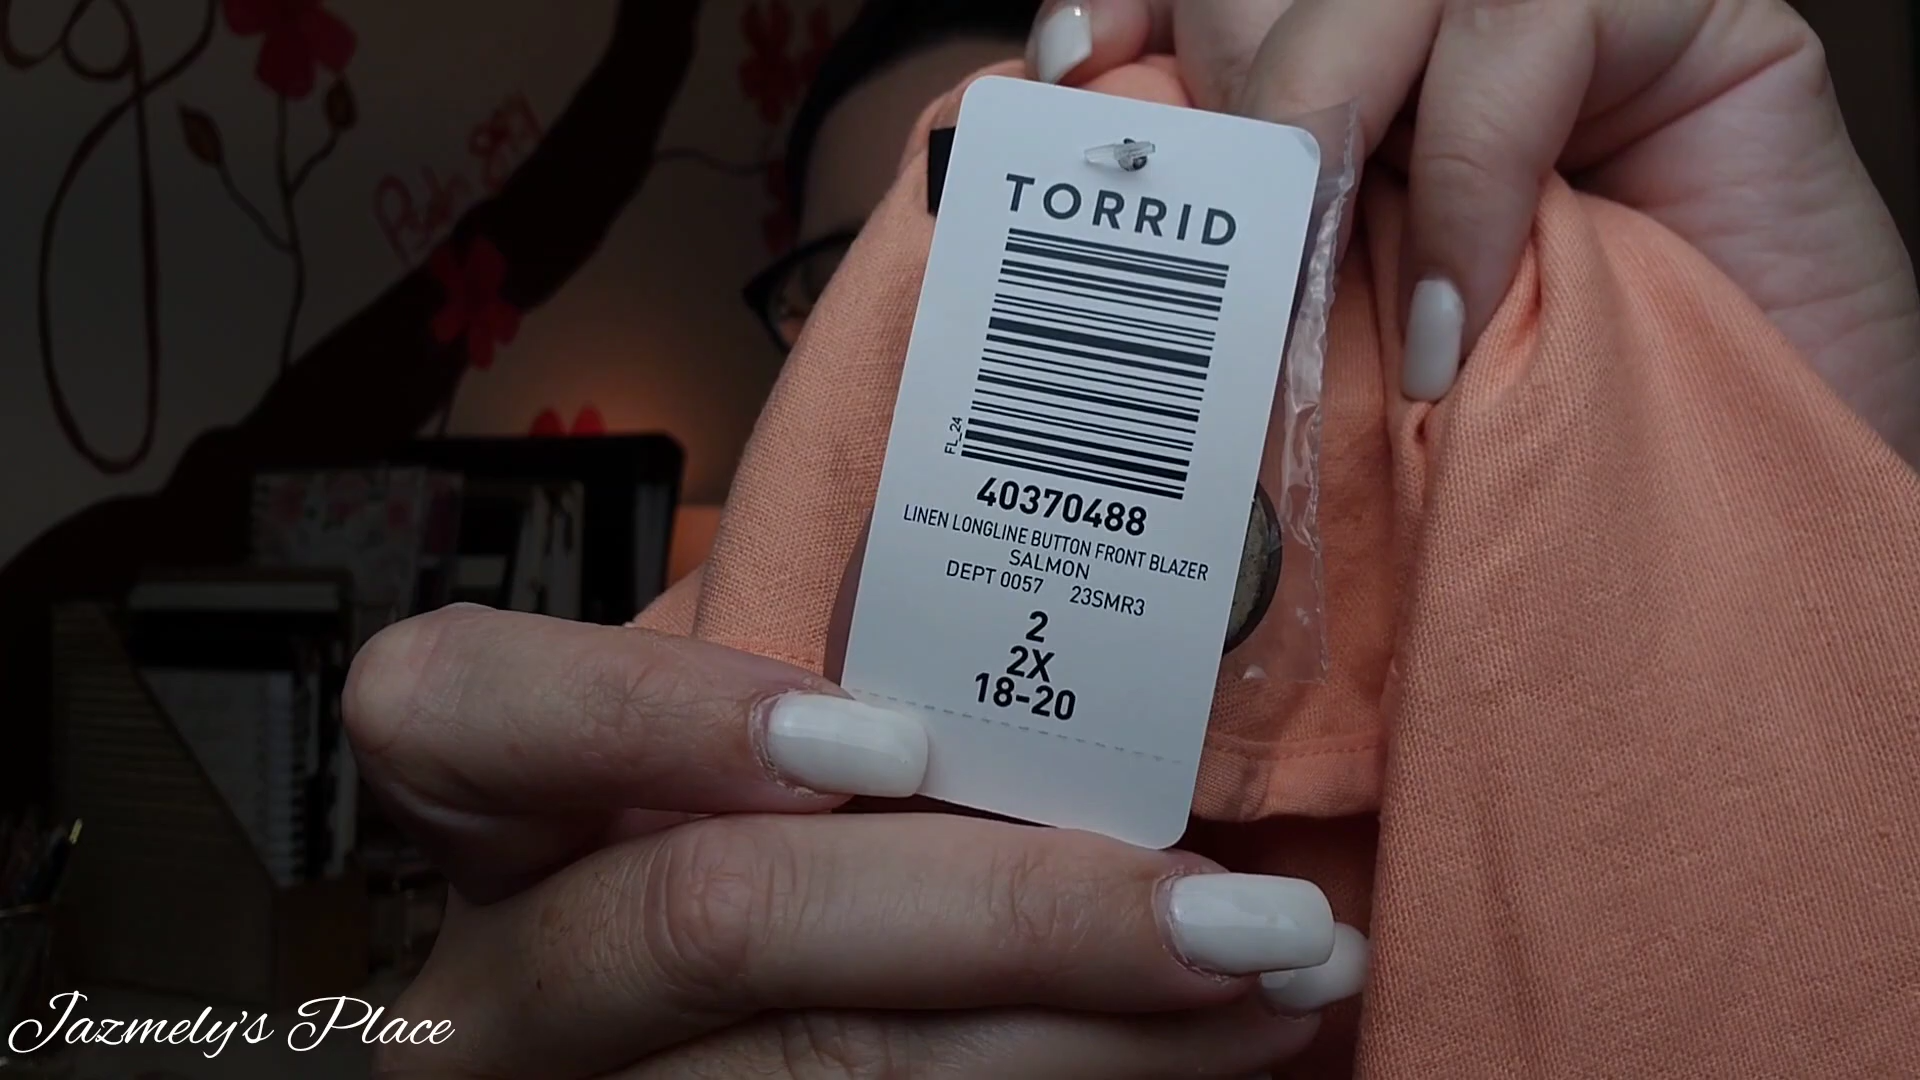 TORRID
FL_24
40370488
LINEN LONGLINE BUTTON FRONT BLAZER
SALMON
DEPT 0057 23SMR3
2
2X
18-20
Jazmely's Place